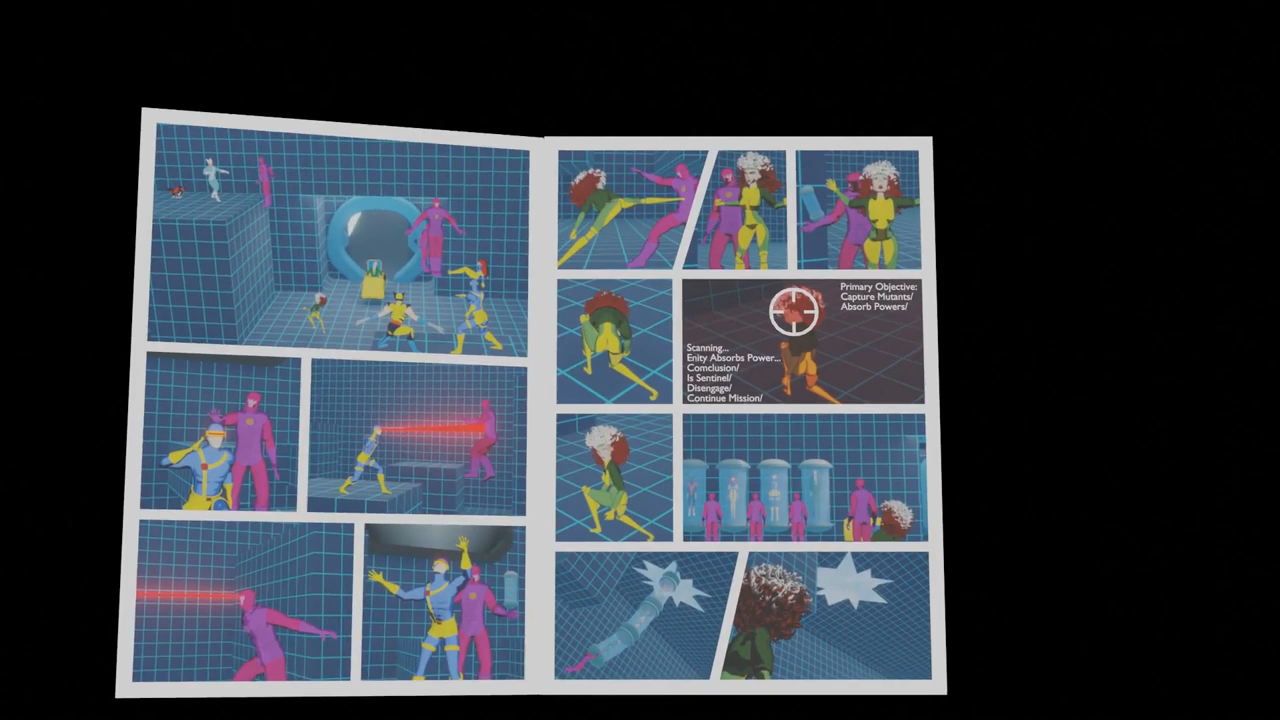 Primary Objective:
Capture Mutants/
Absorb Powers/
Scanning...
Enity Absorbs Power...
Comclusion/
Is Sentinel/
Disengage/
Continue Mission/